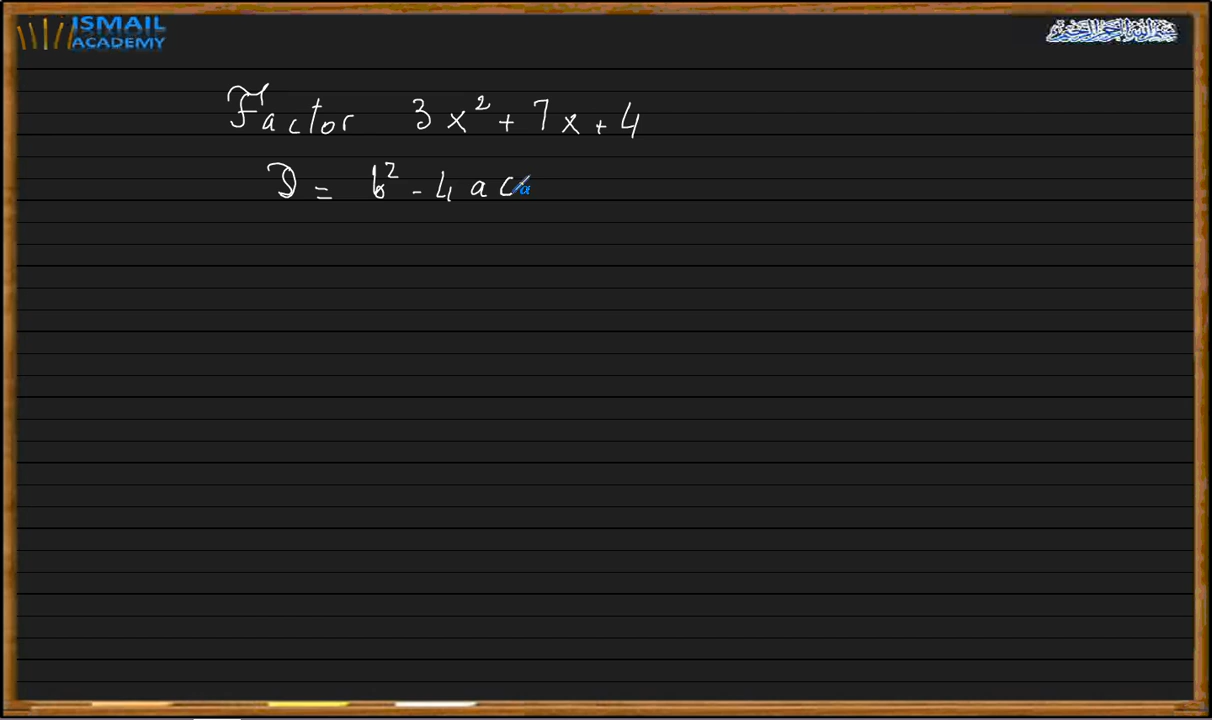 ISMAIL
ACADEMY
Factor 3x² + 7x + 4
D = b² - 4ac